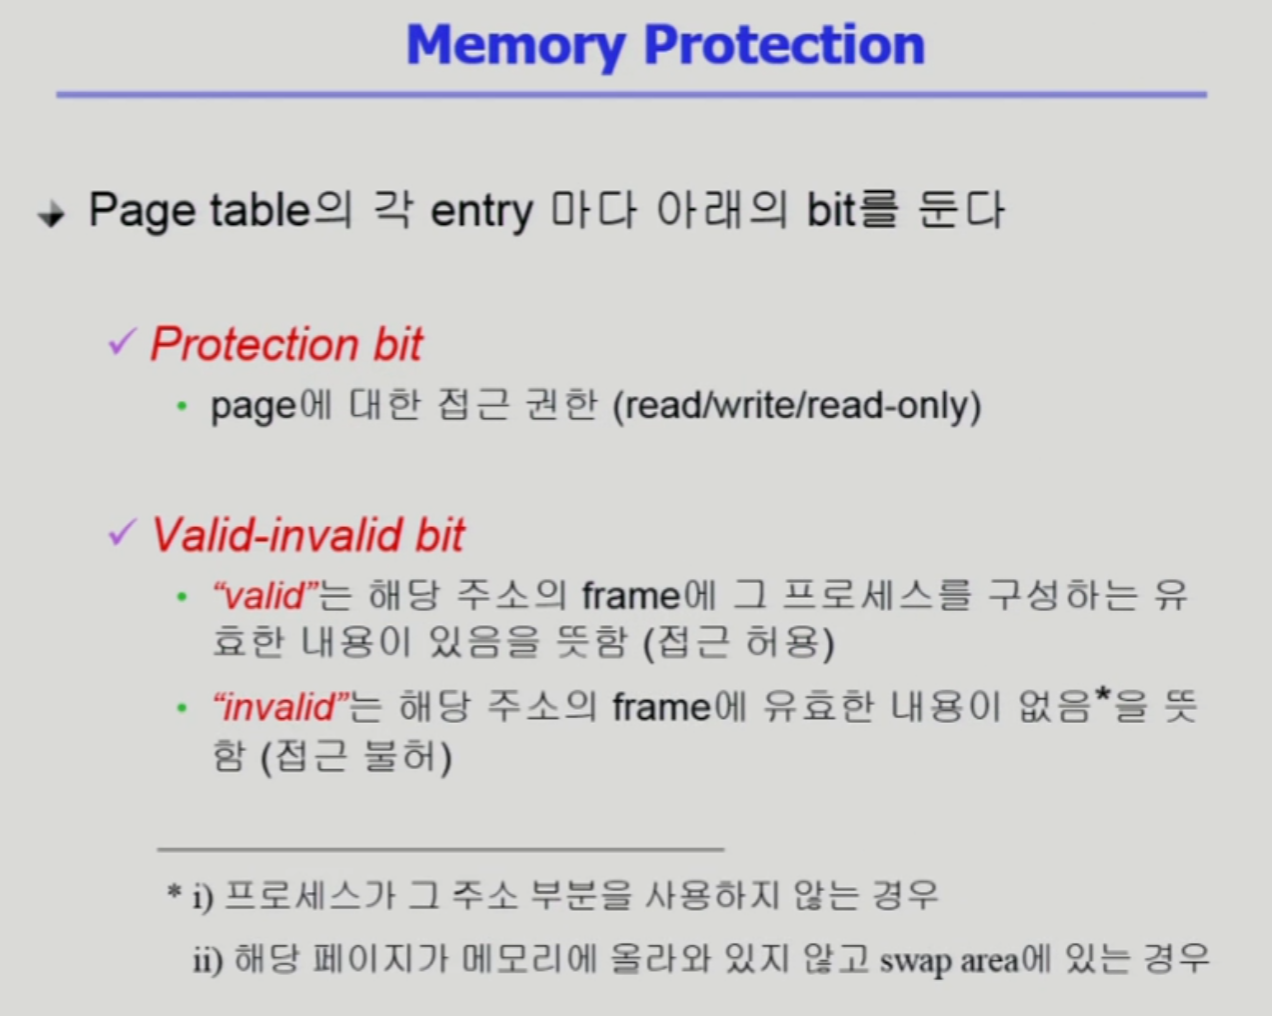 Memory Protection
Page table의 각 entry 마다 아래의 bit를 둔다
Protection bit
page에 대한 접근 권한 (read/write/read-only)
Valid-invalid bit
“valid”는 해당 주소의 frame에 그 프로세스를 구성하는 유
효한 내용이 있음을 뜻함 (접근 허용)
“invalid”는 해당 주소의 frame에 유효한 내용이 없음*을 뜻
함 (접근 불허)
* i) 프로세스가 그 주소 부분을 사용하지 않는 경우
ii) 해당 페이지가 메모리에 올라와 있지 않고 swap area에 있는 경우